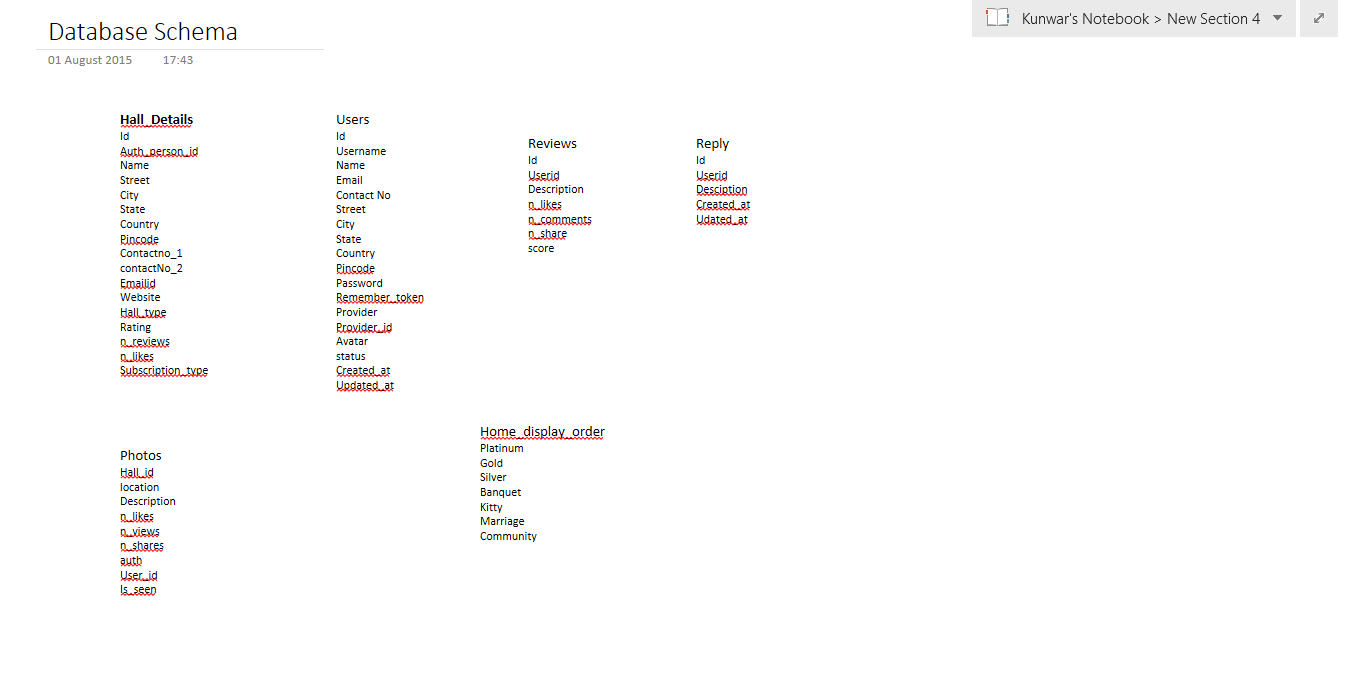 Database Schema
01 August 2015 17:43
Kunwar's Notebook > New Section 4
Hall_Details
Id
Auth_person_id
Name
Street
City
State
Country
Pincode
Contactno_1
contactNo_2
Emailid
Website
Hall_type
Rating
n_reviews
n_likes
Subscription_type
Users
Id
Username
Name
Email
Contact No
Street
City
State
Country
Pincode
Password
Remember_token
Provider
Provider_id
Avatar
status
Created_at
Updated_at
Reviews
Id
Userid
Description
n_likes
n_comments
n_share
score
Reply
Id
Userid
Desciption
Created_at
Udated_at
Photos
Hall_id
location
Description
n_likes
n_views
n_shares
auth
User_id
Is_seen
Home_display_order
Platinum
Gold
Silver
Banquet
Kitty
Marriage
Community